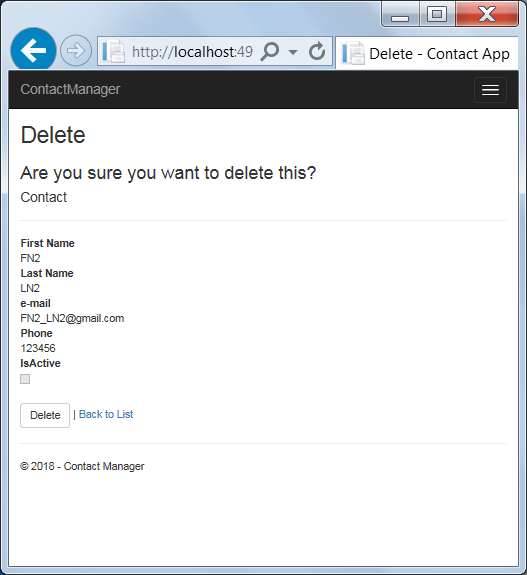 http://localhost:49
Delete - Contact App
ContactManager
Delete
Are you sure you want to delete this?
Contact
First Name
FN2
Last Name
LN2
e-mail
FN2_LN2@gmail.com
Phone
123456
IsActive
Delete | Back to List
© 2018 - Contact Manager